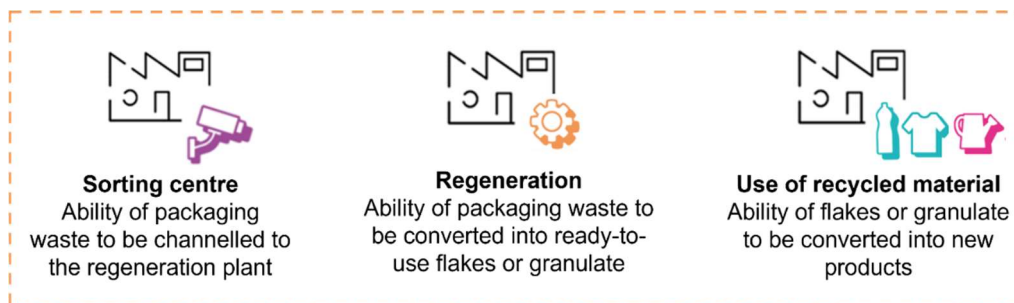 Sorting centre
Ability of packaging
waste to be channelled to
the regeneration plant
Regeneration
Ability of packaging waste to
be converted into ready-to-
use flakes or granulate
Use of recycled material
Ability of flakes or granulate
to be converted into new
products